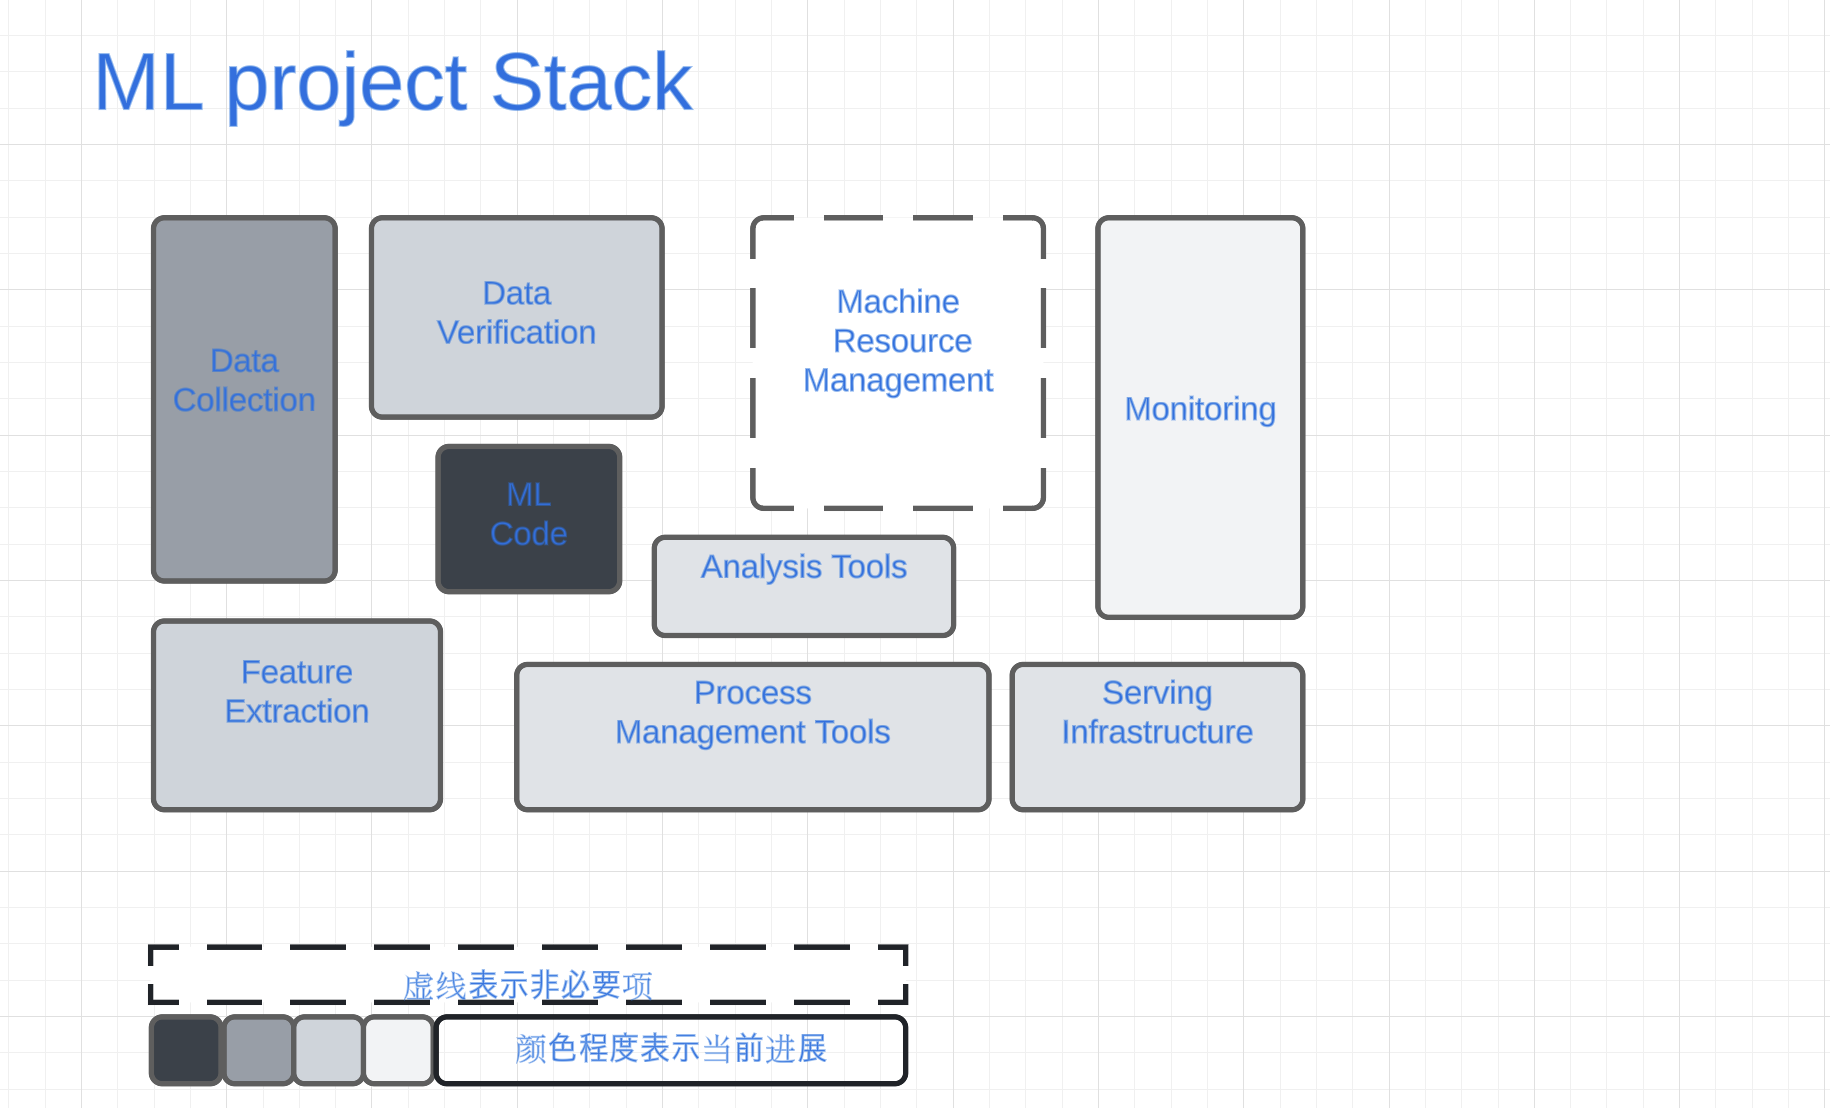 ML project Stack
Data
Collection
Data
Verification
Machine
Resource
Management
Monitoring
ML
Code
Analysis Tools
Feature
Extraction
Process
Management Tools
Serving
Infrastructure
虚线表示非必要项
颜色程度表示当前进展